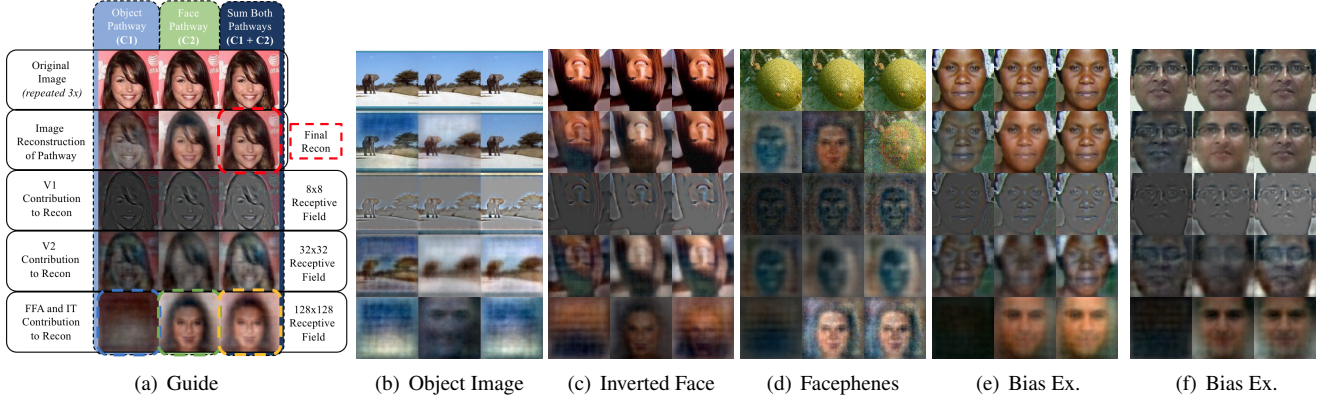 Object
Pathway
(C1)
Face
Pathway
(C2)
Sum Both
Pathways
(C1 + C2)
Original
Image
(repeated 3x)
Image
Reconstruction
of Pathway
Final
Recon
V1
Contribution
to Recon
8x8
Receptive
Field
V2
Contribution
to Recon
32x32
Receptive
Field
FFA and IT
Contribution
to Recon
128x128
Receptive
Field
(a) Guide
(b) Object Image
(c) Inverted Face
(d) Facephenes
(e) Bias Ex.
(f) Bias Ex.